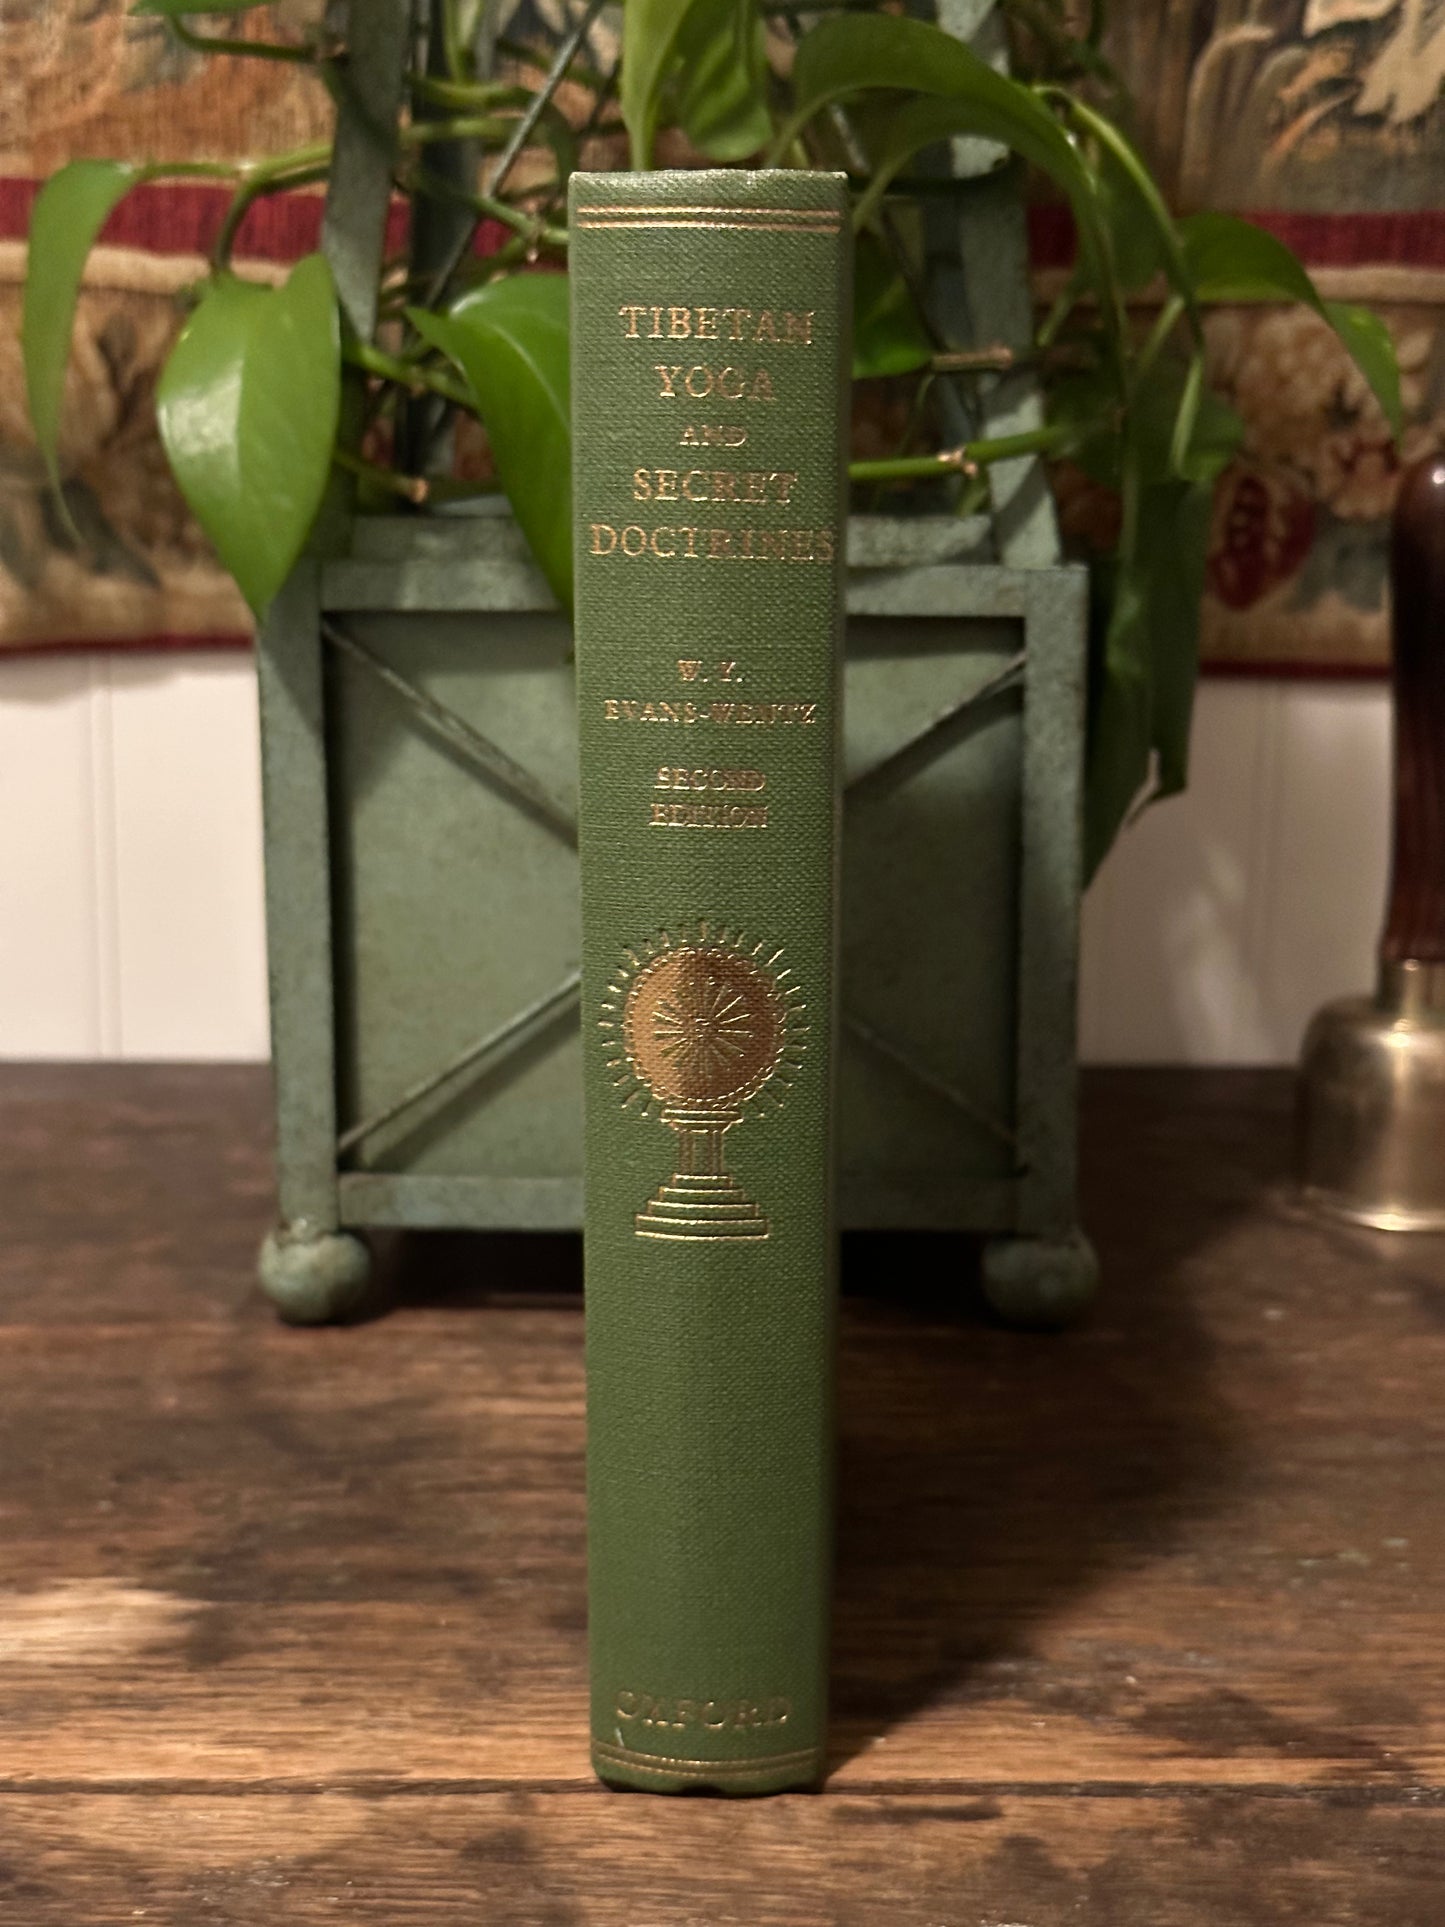 TIBETAN
YOGA
AND
SECRET
DOCTRINES
W. Y.
EVANS-WENTZ
SECOND
EDITION
OXFORD